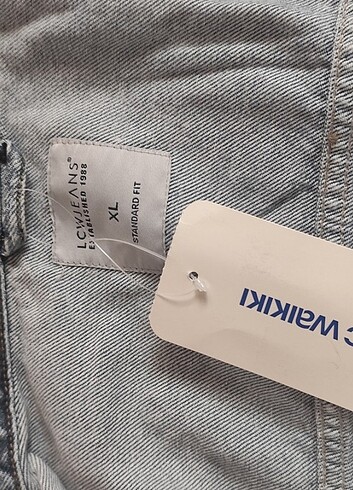 LCWJEANS®
ESTABLISHED 1988
XL
STANDARD FIT
C WAIKIKI